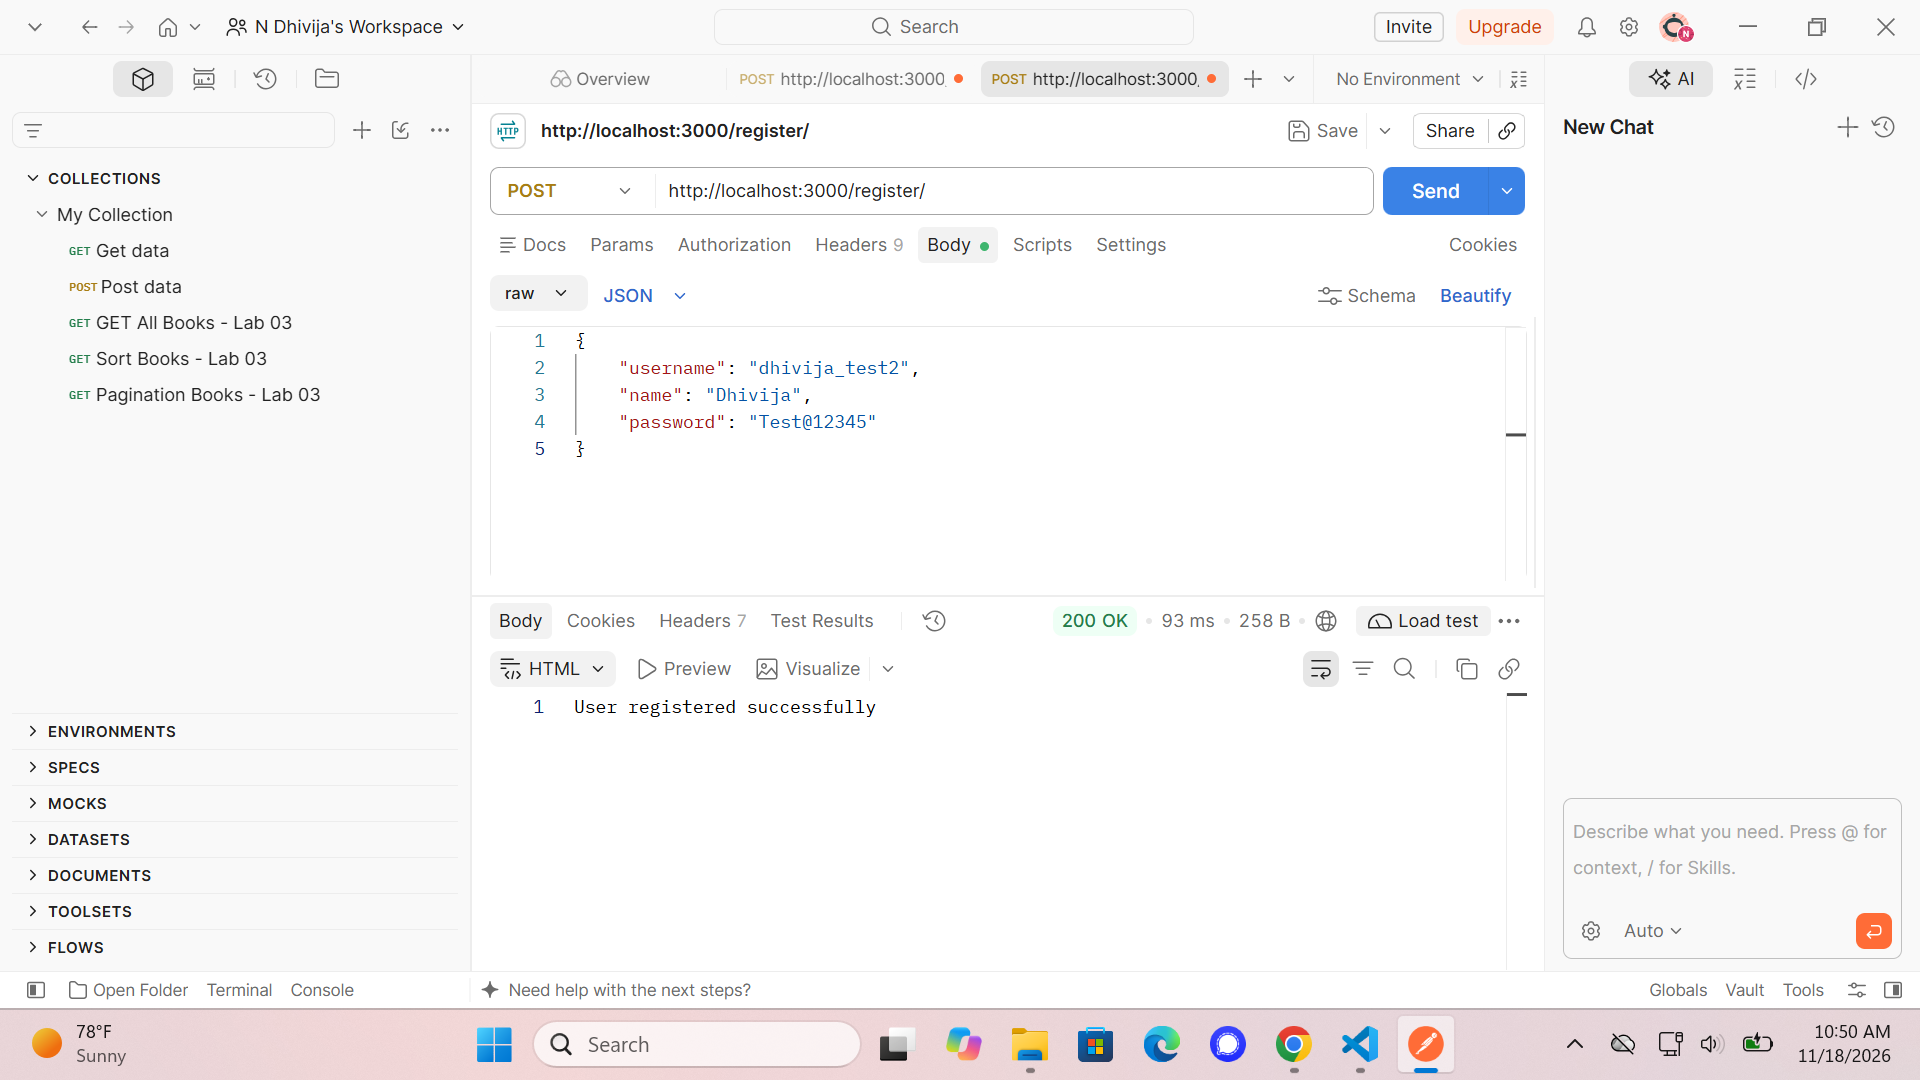 N Dhivija's Workspace
Search
Invite
Upgrade
N
Overview
POST http://localhost:3000,
POST http://localhost:3000,
No Environment
AI
HTTP http://localhost:3000/register/
Save
Share
New Chat
COLLECTIONS
My Collection
GET Get data
POST Post data
GET GET All Books - Lab 03
GET Sort Books - Lab 03
GET Pagination Books - Lab 03
ENVIRONMENTS
SPECS
MOCKS
DATASETS
DOCUMENTS
TOOLSETS
FLOWS
POST http://localhost:3000/register/
Send
Docs Params Authorization Headers 9 Body Scripts Settings Cookies
raw JSON Schema Beautify
1 {
2 "username": "dhivija_test2",
3 "name": "Dhivija",
4 "password": "Test@12345"
5 }
Body Cookies Headers 7 Test Results 200 OK 93 ms 258 B Load test
HTML Preview Visualize
1 User registered successfully
Describe what you need. Press @ for
context, / for Skills.
Auto
Open Folder Terminal Console
Need help with the next steps?
Globals Vault Tools
78°F
Sunny
Search
10:50 AM
11/18/2026